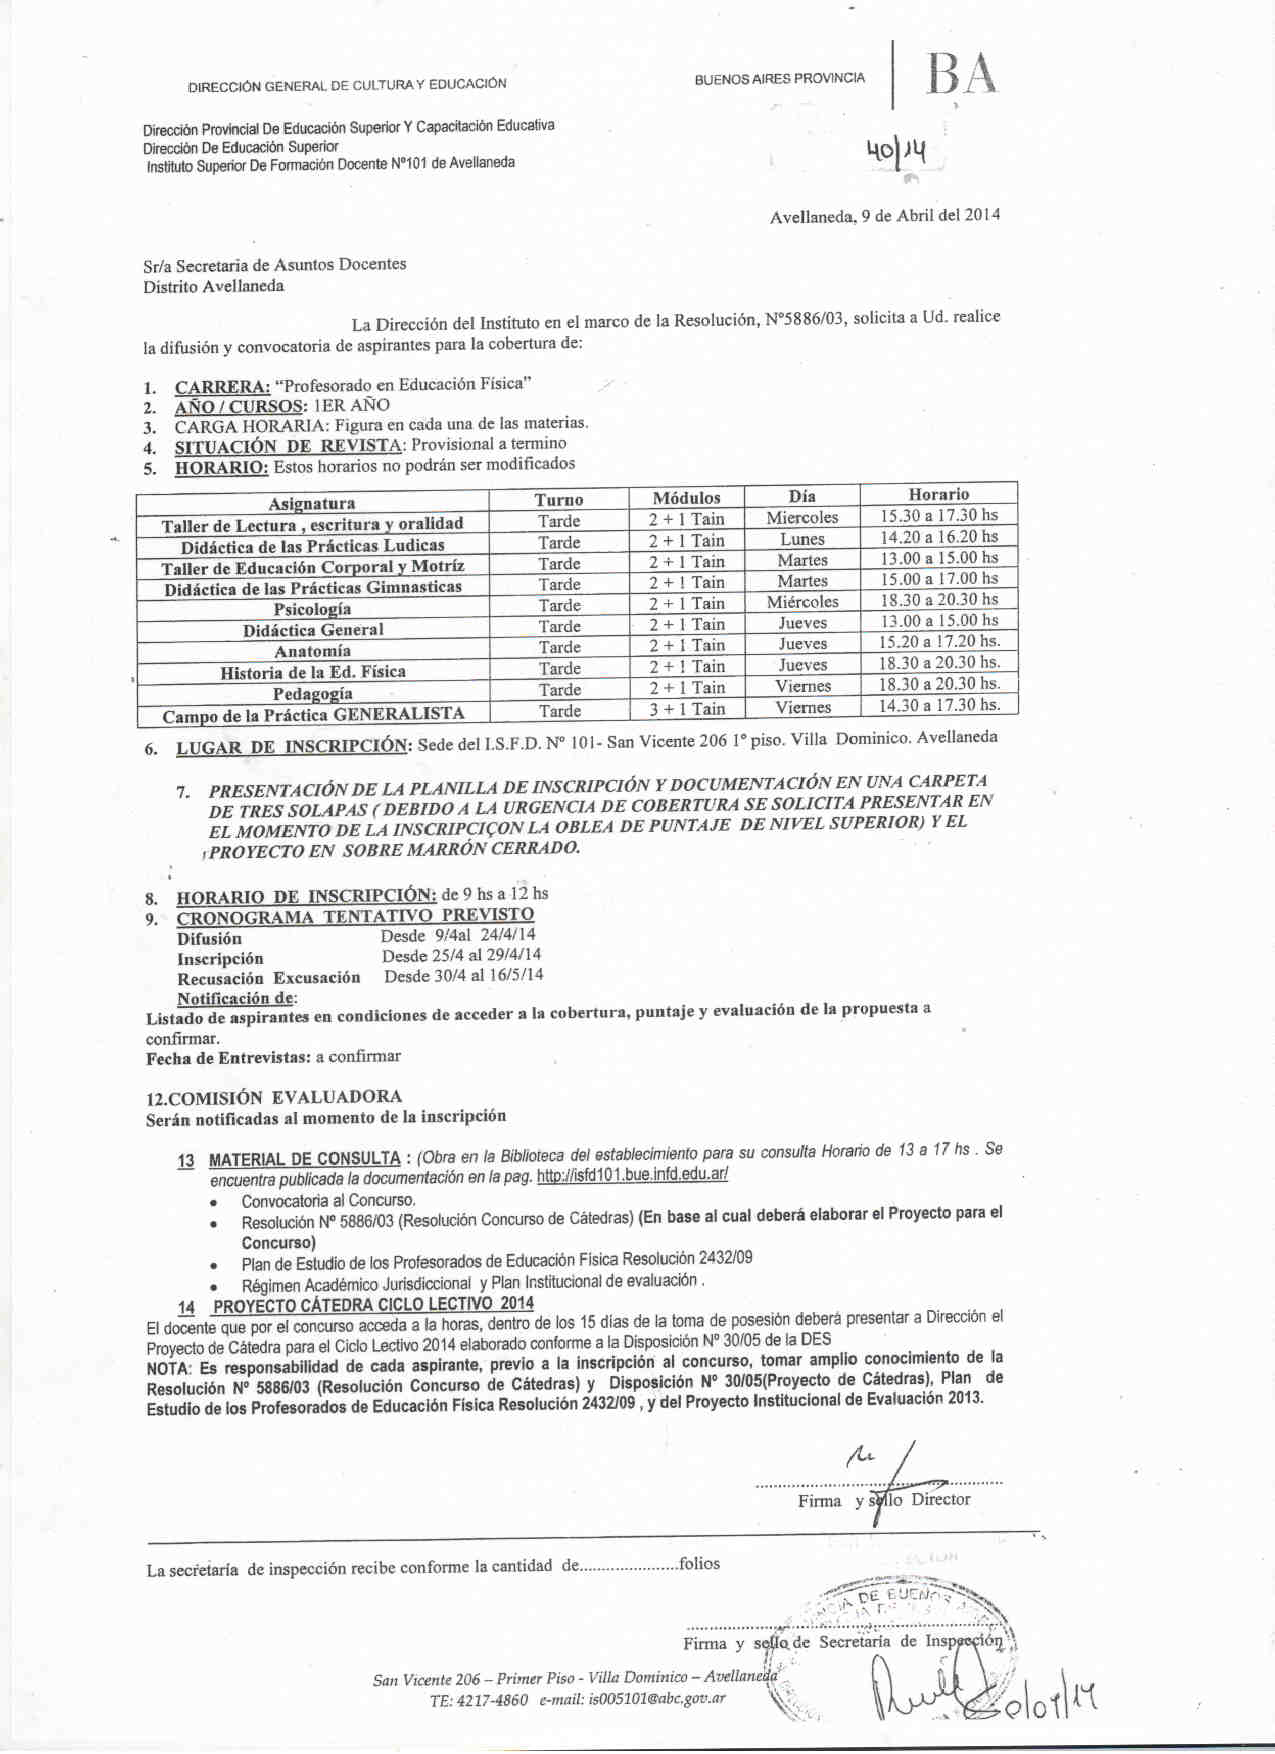 DIRECCIÓN GENERAL DE CULTURA Y EDUCACIÓN
BUENOS AIRES PROVINCIA
BA
Dirección Provincial De Educación Superior Y Capacitación Educativa
Dirección De Educación Superior
Instituto Superior De Formación Docente Nº101 de Avellaneda
40/14
Avellaneda, 9 de Abril del 2014
Sr/a Secretaria de Asuntos Docentes
Distrito Avellaneda
La Dirección del Instituto en el marco de la Resolución, Nº5886/03, solicita a Ud. realice
la difusión y convocatoria de aspirantes para la cobertura de:
1. CARRERA: “Profesorado en Educación Física”
2. AÑO / CURSOS: 1ER AÑO
3. CARGA HORARIA: Figura en cada una de las materias.
4. SITUACIÓN DE REVISTA: Provisional a termino
5. HORARIO: Estos horarios no podrán ser modificados
Asignatura Turno Módulos Día Horario
Taller de Lectura , escritura y oralidad Tarde 2 + 1 Tain Miercoles 15.30 a 17.30 hs
Didáctica de las Prácticas Ludicas Tarde 2 + 1 Tain Lunes 14.20 a 16.20 hs
Taller de Educación Corporal y Motríz Tarde 2 + 1 Tain Martes 13.00 a 15.00 hs
Didáctica de las Prácticas Gimnasticas Tarde 2 + 1 Tain Martes 15.00 a 17.00 hs
Psicología Tarde 2 + 1 Tain Miércoles 18.30 a 20.30 hs
Didáctica General Tarde 2 + 1 Tain Jueves 13.00 a 15.00 hs
Anatomía Tarde 2 + 1 Tain Jueves 15.20 a 17.20 hs.
Historia de la Ed. Física Tarde 2 + 1 Tain Jueves 18.30 a 20.30 hs.
Pedagogía Tarde 2 + 1 Tain Viernes 18.30 a 20.30 hs.
Campo de la Práctica GENERALISTA Tarde 3 + 1 Tain Viernes 14.30 a 17.30 hs.
6. LUGAR DE INSCRIPCIÓN: Sede del I.S.F.D. Nº 101- San Vicente 206 1º piso. Villa Dominico. Avellaneda
7. PRESENTACIÓN DE LA PLANILLA DE INSCRIPCIÓN Y DOCUMENTACIÓN EN UNA CARPETA
DE TRES SOLAPAS ( DEBIDO A LA URGENCIA DE COBERTURA SE SOLICITA PRESENTAR EN
EL MOMENTO DE LA INSCRIPCIÇON LA OBLEA DE PUNTAJE DE NIVEL SUPERIOR) Y EL
PROYECTO EN SOBRE MARRÓN CERRADO.
8. HORARIO DE INSCRIPCIÓN: de 9 hs a 12 hs
9. CRONOGRAMA TENTATIVO PREVISTO
Difusión Desde 9/4al 24/4/14
Inscripción Desde 25/4 al 29/4/14
Recusación Excusación Desde 30/4 al 16/5/14
Notificación de:
Listado de aspirantes en condiciones de acceder a la cobertura, puntaje y evaluación de la propuesta a
confirmar.
Fecha de Entrevistas: a confirmar
12.COMISIÓN EVALUADORA
Serán notificadas al momento de la inscripción
13 MATERIAL DE CONSULTA : (Obra en la Biblioteca del establecimiento para su consulta Horario de 13 a 17 hs . Se
encuentra publicada la documentación en la pag. http://isfd101.bue.infd.edu.ar/
• Convocatoria al Concurso.
• Resolución Nº 5886/03 (Resolución Concurso de Cátedras) (En base al cual deberá elaborar el Proyecto para el
Concurso)
• Plan de Estudio de los Profesorados de Educación Física Resolución 2432/09
• Régimen Académico Jurisdiccional y Plan Institucional de evaluación .
14 PROYECTO CÁTEDRA CICLO LECTIVO 2014
El docente que por el concurso acceda a la horas, dentro de los 15 días de la toma de posesión deberá presentar a Dirección el
Proyecto de Cátedra para el Ciclo Lectivo 2014 elaborado conforme a la Disposición Nº 30/05 de la DES
NOTA: Es responsabilidad de cada aspirante, previo a la inscripción al concurso, tomar amplio conocimiento de la
Resolución Nº 5886/03 (Resolución Concurso de Cátedras) y Disposición Nº 30/05(Proyecto de Cátedras), Plan de
Estudio de los Profesorados de Educación Física Resolución 2432/09 , y del Proyecto Institucional de Evaluación 2013.
Firma y sello Director
La secretaría de inspección recibe conforme la cantidad de.......................folios
DE BUENOS
Firma y sello de Secretaría de Inspección
San Vicente 206 – Primer Piso - Villa Dominico – Avellaneda
TE: 4217-4860 e-mail: is005101@abc.gov.ar